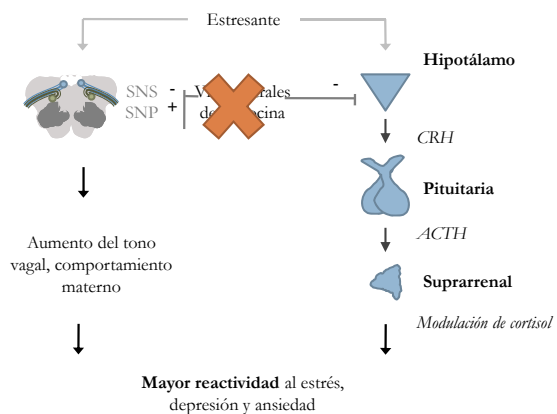 Estresante
Hipotálamo
SNS -
SNP +
de
-
CRH
Pituitaria
ACTH
Suprarrenal
Modulación de cortisol
Aumento del tono
vagal, comportamiento
materno
Mayor reactividad al estrés,
depresión y ansiedad